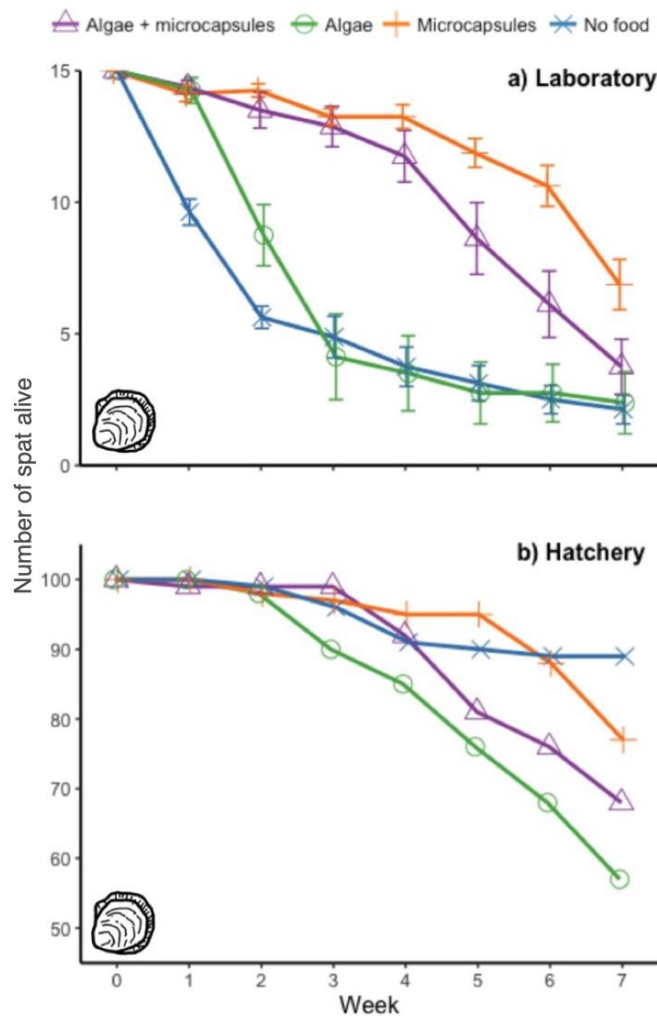 Algae + microcapsules Algae Microcapsules No food
a) Laboratory
15
10
5
0
Number of spat alive
b) Hatchery
100
90
80
70
60
50
0 1 2 3 4 5 6 7
Week